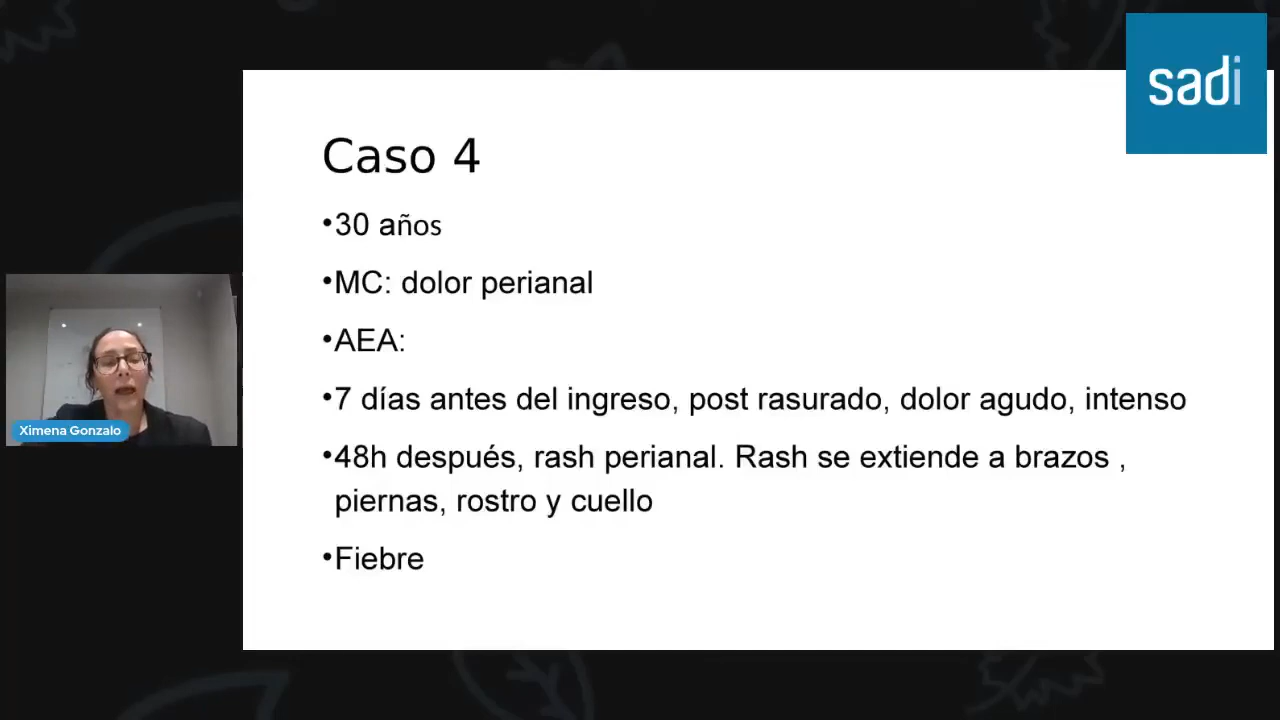 sadi
Caso 4
•30 años
•MC: dolor perianal
•AEA:
•7 días antes del ingreso, post rasurado, dolor agudo, intenso
•48h después, rash perianal. Rash se extiende a brazos ,
piernas, rostro y cuello
•Fiebre
Ximena Gonzalo